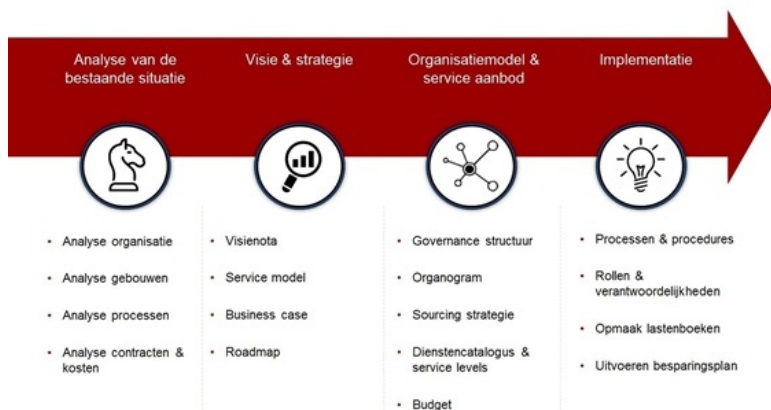 Analyse van de
bestaande situatie
Visie & strategie
Organisatiemodel &
service aanbod
Implementatie
• Analyse organisatie
• Analyse gebouwen
• Analyse processen
• Analyse contracten &
kosten
• Visienota
• Service model
• Business case
• Roadmap
• Governance structuur
• Organogram
• Sourcing strategie
• Dienstencatalogus &
service levels
• Budget
• Processen & procedures
• Rollen &
verantwoordelijkheden
• Opmaak lastenboeken
• Uitvoeren besparingsplan